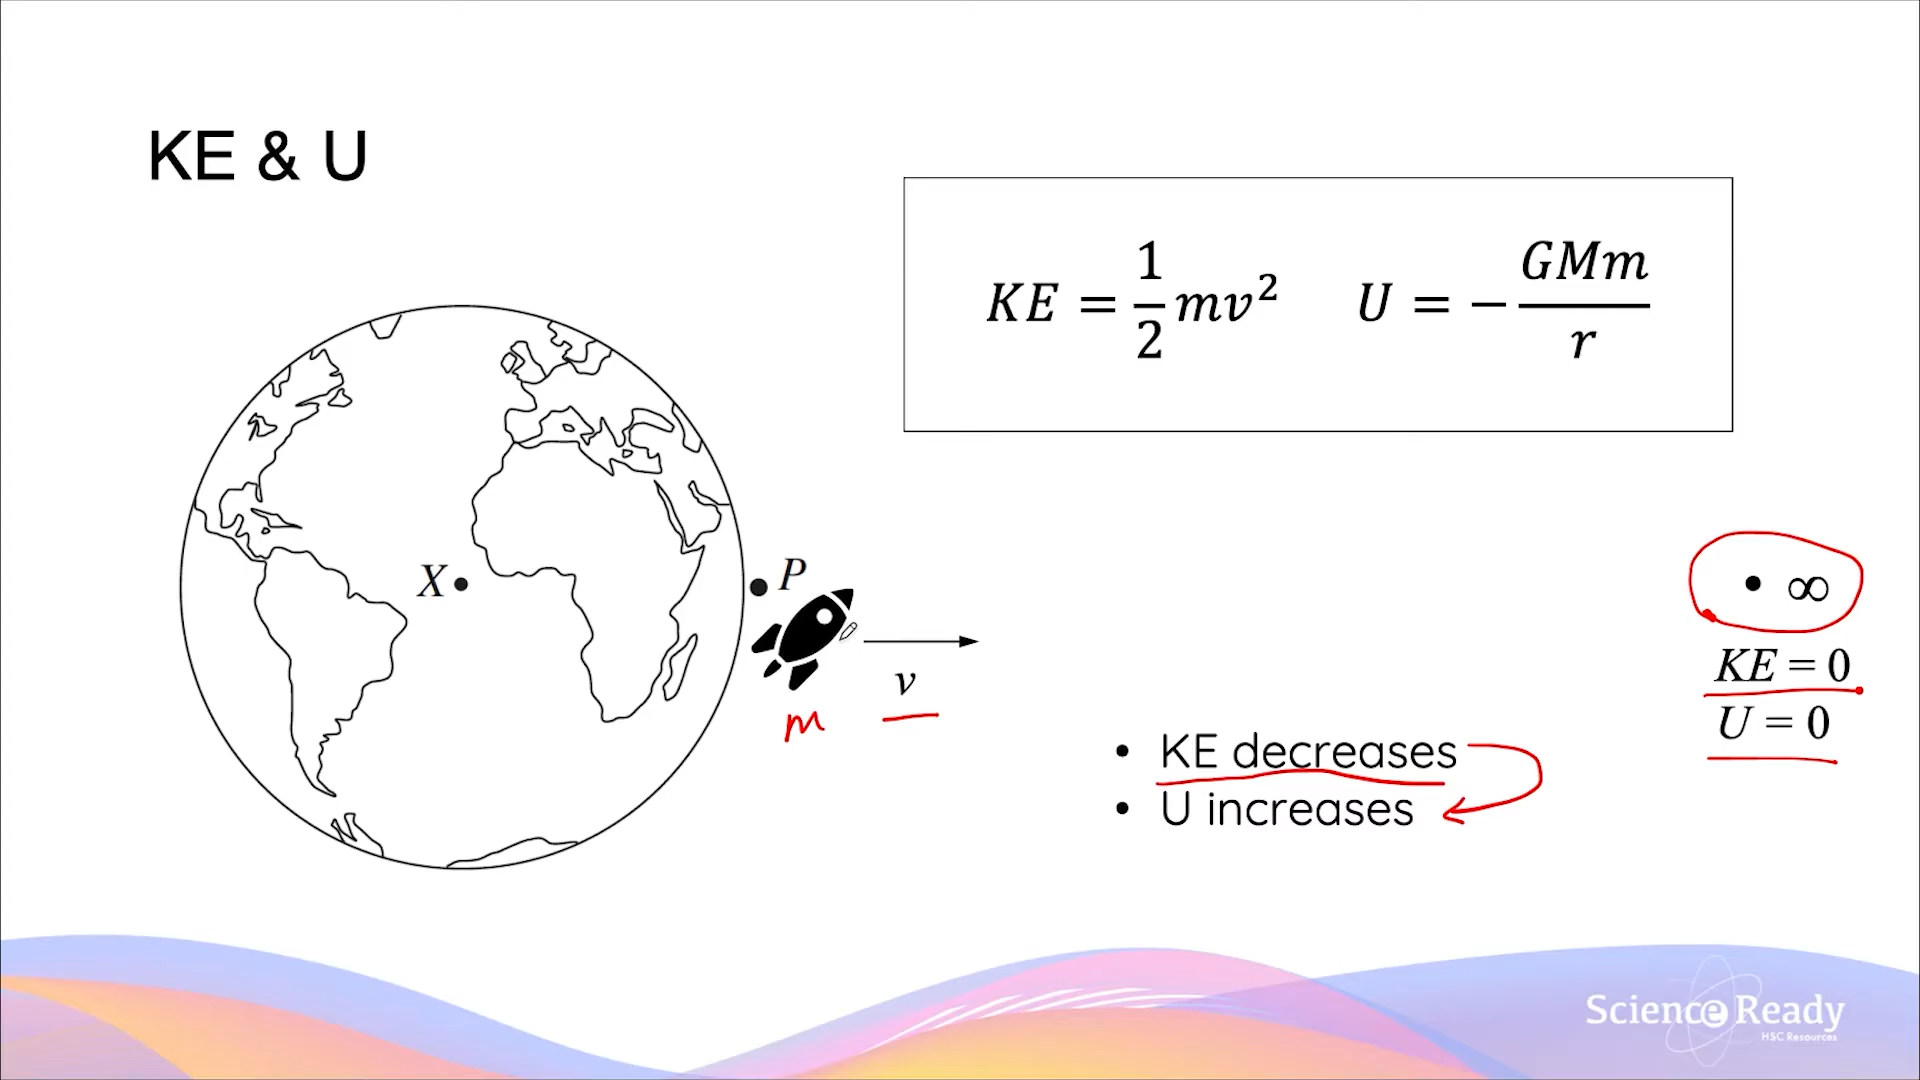 KE & U
KE = 1/2 mv² U = − GMm/r
X
P
• ∞
v
m
KE = 0
U = 0
• KE decreases
• U increases
Science Ready
HSC Resources